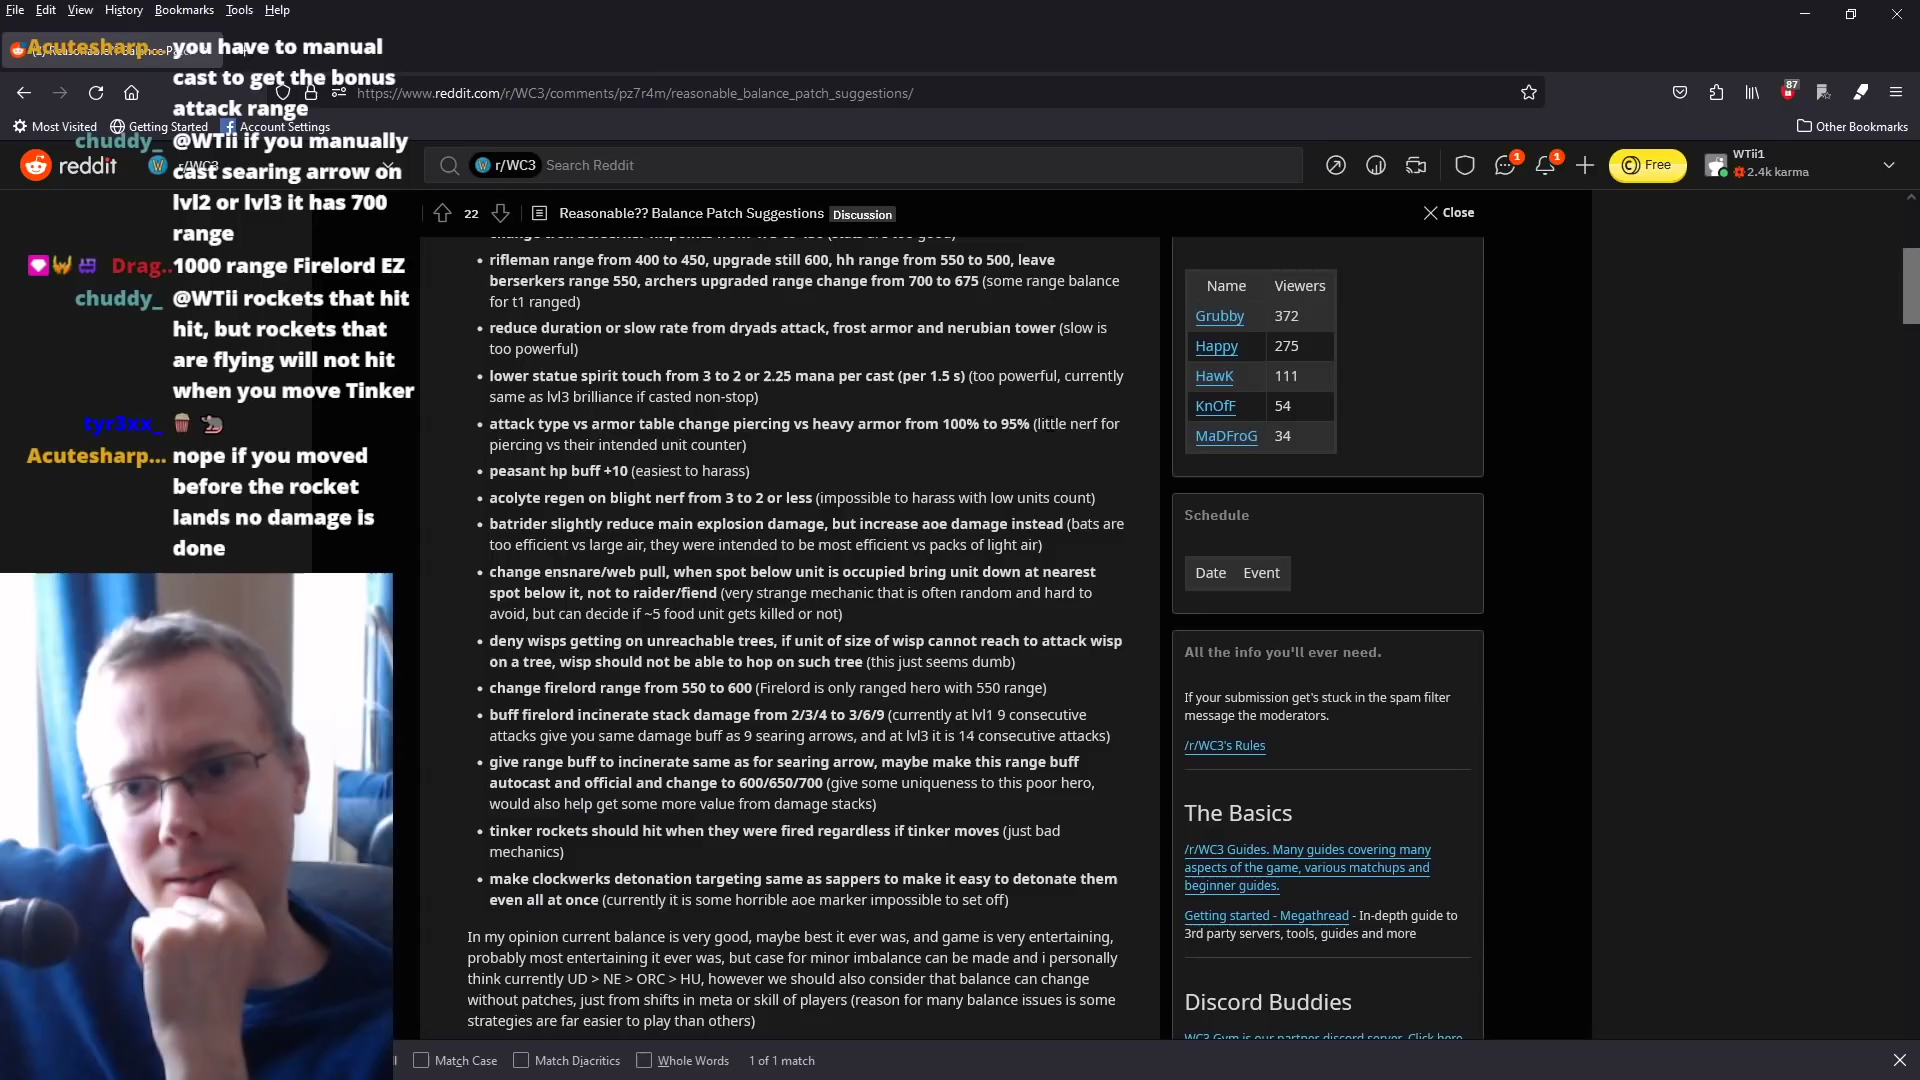 File Edit View History Bookmarks Tools Help
Acutesharp... you have to manual
cast to get the bonus
attack range
https://www.reddit.com/r/WC3/comments/pz7r4m/reasonable_balance_patch_suggestions/
87
Most Visited Getting Started Account Settings
Other Bookmarks
chuddy_ @WTii if you manually
cast searing arrow on
lvl2 or lvl3 it has 700
range
Drag.. 1000 range Firelord EZ
chuddy_ @WTii rockets that hit
hit, but rockets that
are flying will not hit
when you move Tinker
tyr3xx_
Acutesharp... nope if you moved
before the rocket
lands no damage is
done
reddit
r/WC3
r/WC3 Search Reddit
1
1
Free
WTii1
2.4k karma
22 Reasonable?? Balance Patch Suggestions Discussion
Close
• rifleman range from 400 to 450, upgrade still 600, hh range from 550 to 500, leave
berserkers range 550, archers upgraded range change from 700 to 675 (some range balance
for t1 ranged)
• reduce duration or slow rate from dryads attack, frost armor and nerubian tower (slow is
too powerful)
• lower statue spirit touch from 3 to 2 or 2.25 mana per cast (per 1.5 s) (too powerful, currently
same as lvl3 brilliance if casted non-stop)
• attack type vs armor table change piercing vs heavy armor from 100% to 95% (little nerf for
piercing vs their intended unit counter)
• peasant hp buff +10 (easiest to harass)
• acolyte regen on blight nerf from 3 to 2 or less (impossible to harass with low units count)
• batrider slightly reduce main explosion damage, but increase aoe damage instead (bats are
too efficient vs large air, they were intended to be most efficient vs packs of light air)
• change ensnare/web pull, when spot below unit is occupied bring unit down at nearest
spot below it, not to raider/fiend (very strange mechanic that is often random and hard to
avoid, but can decide if ~5 food unit gets killed or not)
• deny wisps getting on unreachable trees, if unit of size of wisp cannot reach to attack wisp
on a tree, wisp should not be able to hop on such tree (this just seems dumb)
• change firelord range from 550 to 600 (Firelord is only ranged hero with 550 range)
• buff firelord incinerate stack damage from 2/3/4 to 3/6/9 (currently at lvl1 9 consecutive
attacks give you same damage buff as 9 searing arrows, and at lvl3 it is 14 consecutive attacks)
• give range buff to incinerate same as for searing arrow, maybe make this range buff
autocast and official and change to 600/650/700 (give some uniqueness to this poor hero,
would also help get some more value from damage stacks)
• tinker rockets should hit when they were fired regardless if tinker moves (just bad
mechanics)
• make clockwerks detonation targeting same as sappers to make it easy to detonate them
even all at once (currently it is some horrible aoe marker impossible to set off)
In my opinion current balance is very good, maybe best it ever was, and game is very entertaining,
probably most entertaining it ever was, but case for minor imbalance can be made and i personally
think currently UD > NE > ORC > HU, however we should also consider that balance can change
without patches, just from shifts in meta or skill of players (reason for many balance issues is some
strategies are far easier to play than others)
Name Viewers
Grubby 372
Happy 275
HawK 111
KnOfF 54
MaDFroG 34
Schedule
Date Event
All the info you'll ever need.
If your submission get's stuck in the spam filter
message the moderators.
/r/WC3's Rules
The Basics
/r/WC3 Guides. Many guides covering many
aspects of the game, various matchups and
beginner guides.
Getting started - Megathread - In-depth guide to
3rd party servers, tools, guides and more
Discord Buddies
WC3 Gym is our partner discord server. Click here
Match Case Match Diacritics Whole Words 1 of 1 match